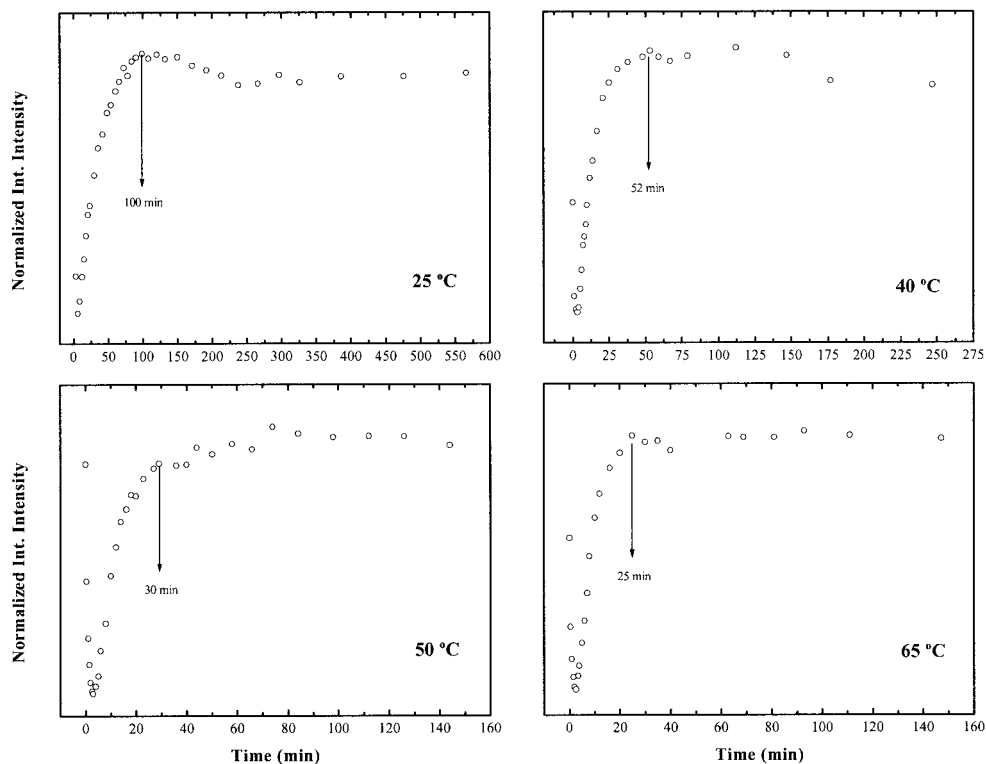 Normalized Int. Intensity
100 min
25 °C
0 50 100 150 200 250 300 350 400 450 500 550 600
52 min
40 °C
0 25 50 75 100 125 150 175 200 225 250 275
Normalized Int. Intensity
30 min
50 °C
0 20 40 60 80 100 120 140 160
Time (min)
25 min
65 °C
0 20 40 60 80 100 120 140 160
Time (min)